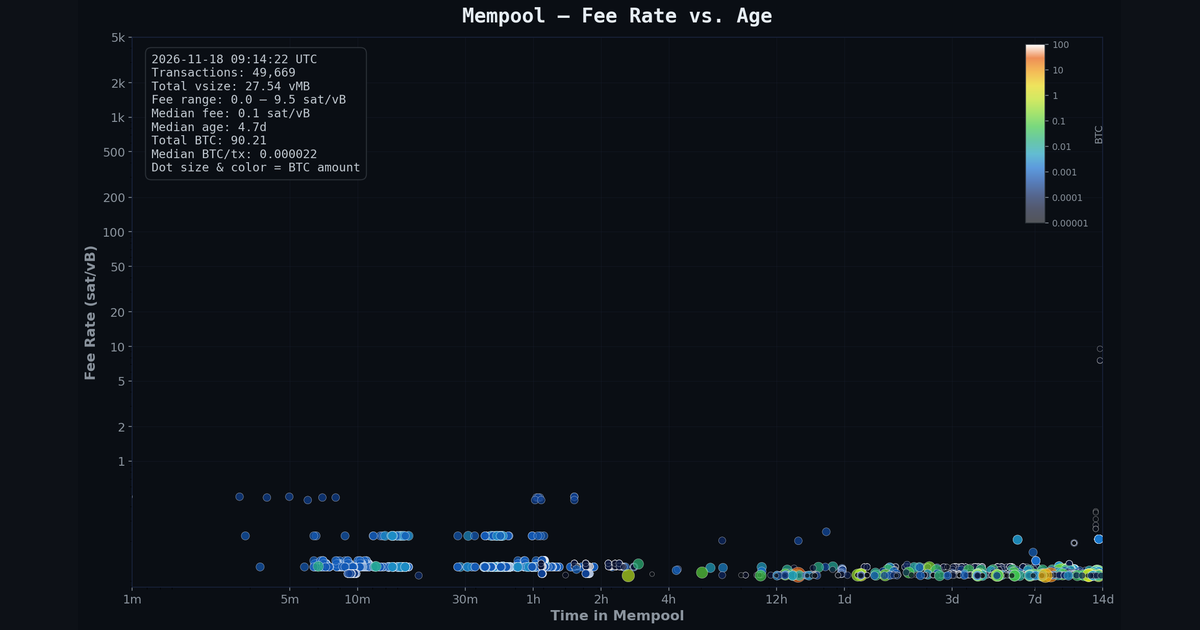 Mempool — Fee Rate vs. Age
2026-11-18 09:14:22 UTC
Transactions: 49,669
Total vsize: 27.54 vMB
Fee range: 0.0 – 9.5 sat/vB
Median fee: 0.1 sat/vB
Median age: 4.7d
Total BTC: 90.21
Median BTC/tx: 0.000022
Dot size & color = BTC amount
100
10
1
0.1
0.01
0.001
0.0001
0.00001
BTC
Fee Rate (sat/vB)
5k
2k
1k
500
200
100
50
20
10
5
2
1
1m 5m 10m 30m 1h 2h 4h 12h 1d 3d 7d 14d
Time in Mempool